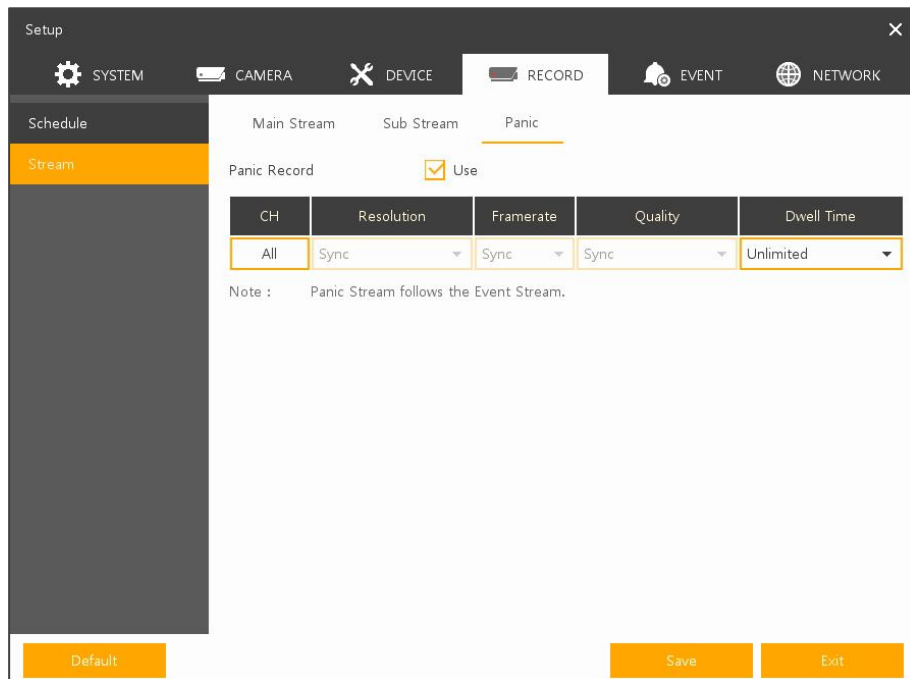 Setup
SYSTEM CAMERA DEVICE RECORD EVENT NETWORK
Schedule
Stream
Main Stream Sub Stream Panic
Panic Record Use
CH Resolution Framerate Quality Dwell Time
All Sync Sync Sync Unlimited
Note : Panic Stream follows the Event Stream.
Default Save Exit